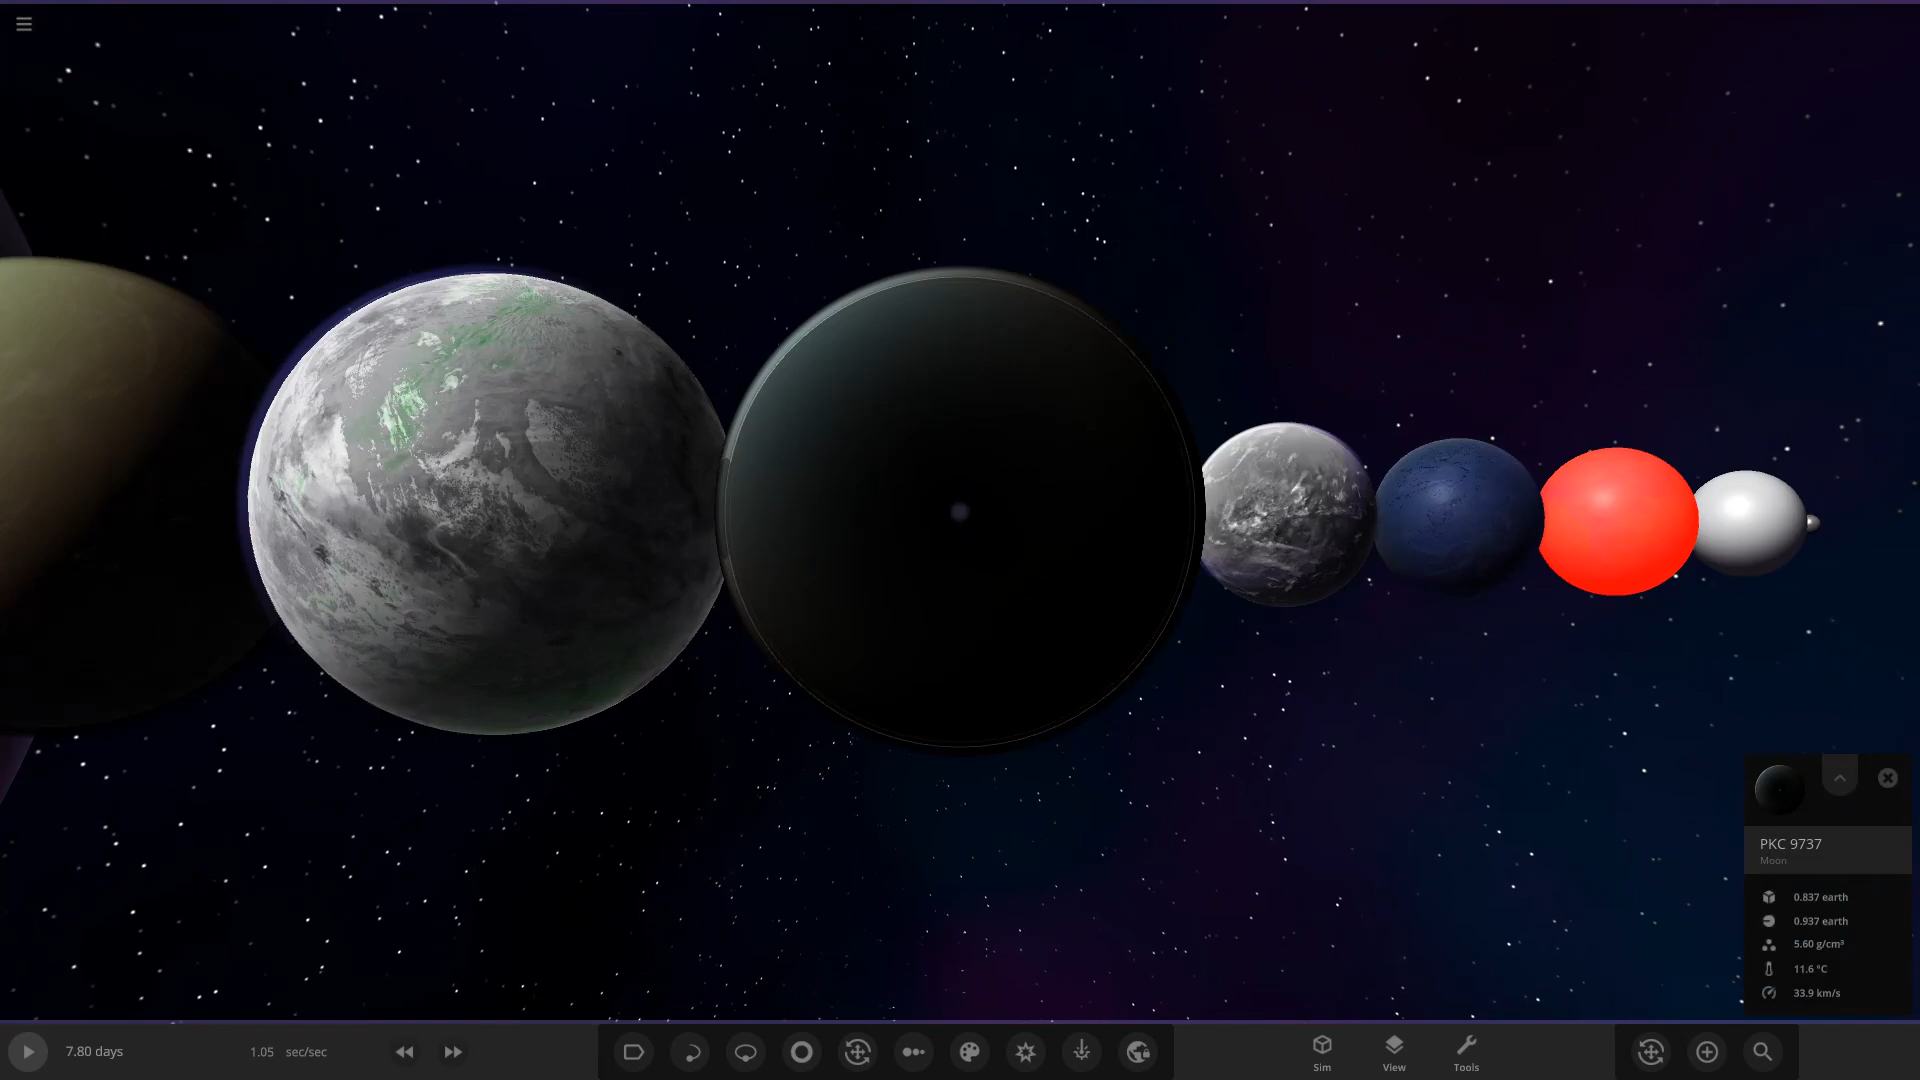 PKC 9737
Moon
0.837 earth
0.937 earth
5.60 g/cm³
11.6 °C
33.9 km/s
7.80 days
1.05 sec/sec
Sim
View
Tools